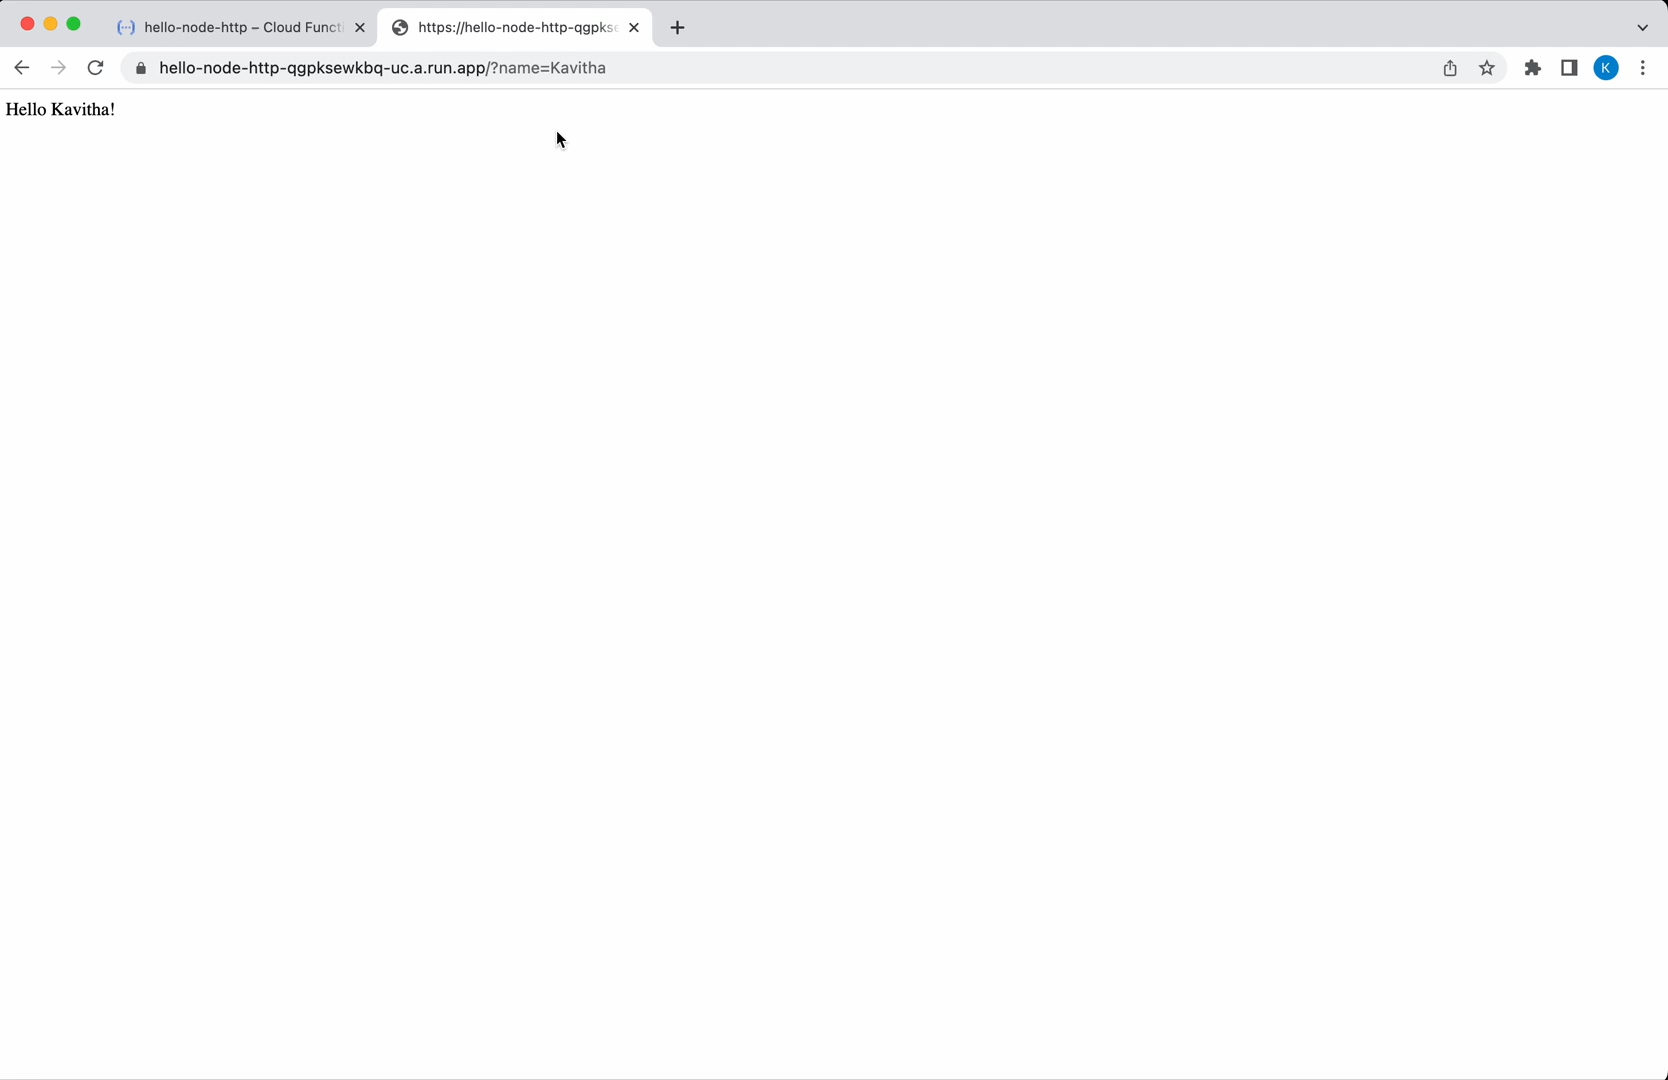 hello-node-http – Cloud Functi
https://hello-node-http-qgpkse
hello-node-http-qgpksewkbq-uc.a.run.app/?name=Kavitha
K
Hello Kavitha!